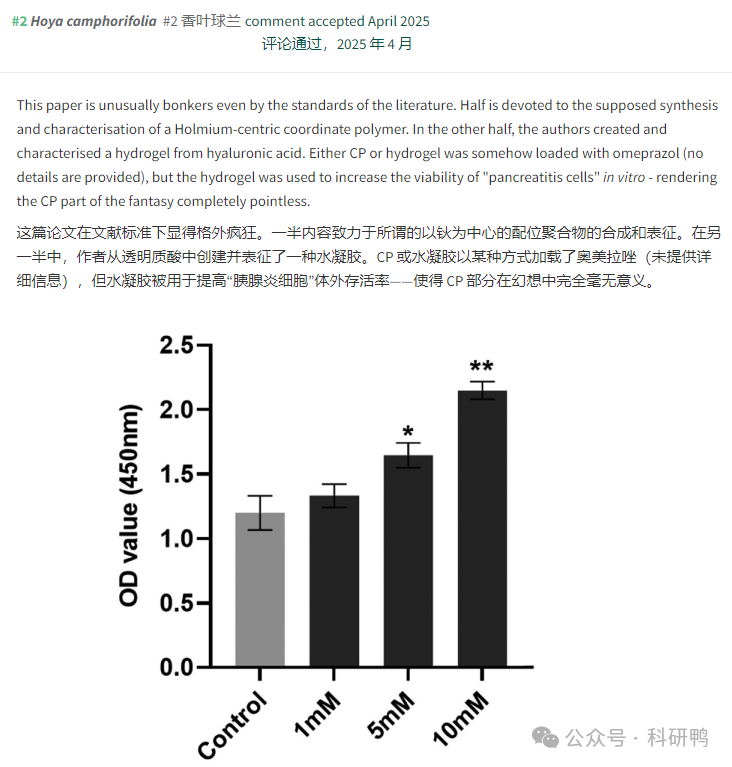 #2 Hoya camphorifolia #2 香叶球兰 comment accepted April 2025
评论通过，2025 年 4 月
This paper is unusually bonkers even by the standards of the literature. Half is devoted to the supposed synthesis
and characterisation of a Holmium-centric coordinate polymer. In the other half, the authors created and
characterised a hydrogel from hyaluronic acid. Either CP or hydrogel was somehow loaded with omeprazol (no
details are provided), but the hydrogel was used to increase the viability of "pancreatitis cells" in vitro - rendering
the CP part of the fantasy completely pointless.
这篇论文在文献标准下显得格外疯狂。一半内容致力于所谓的以钬为中心的配位聚合物的合成和表征。在另
一半中，作者从透明质酸中创建并表征了一种水凝胶。CP 或水凝胶以某种方式加载了奥美拉唑（未提供详
细信息），但水凝胶被用于提高“胰腺炎细胞”体外存活率——使得 CP 部分在幻想中完全毫无意义。
2.5
2.0
1.5
1.0
0.5
0.0
OD value (450nm)
*
**
Control
1mM
5mM
10mM
公众号 · 科研鸭